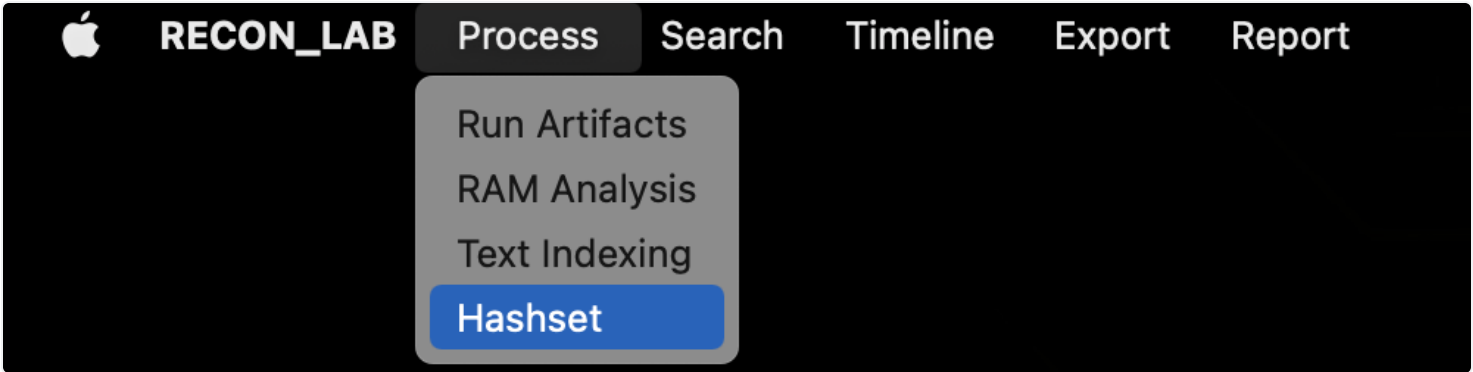 RECON_LAB Process Search Timeline Export Report
Run Artifacts
RAM Analysis
Text Indexing
Hashset